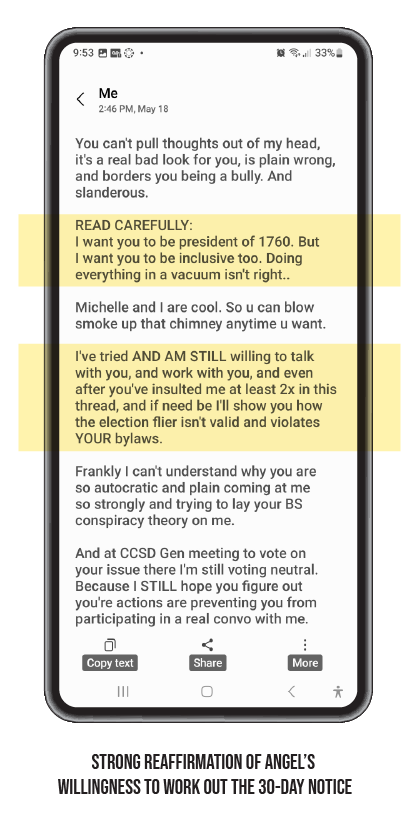 9:53
33%
Me
2:46 PM, May 18
You can't pull thoughts out of my head,
it's a real bad look for you, is plain wrong,
and borders you being a bully. And
slanderous.
READ CAREFULLY:
I want you to be president of 1760. But
I want you to be inclusive too. Doing
everything in a vacuum isn't right..
Michelle and I are cool. So u can blow
smoke up that chimney anytime u want.
I've tried AND AM STILL willing to talk
with you, and work with you, and even
after you've insulted me at least 2x in this
thread, and if need be I'll show you how
the election flier isn't valid and violates
YOUR bylaws.
Frankly I can't understand why you are
so autocratic and plain coming at me
so strongly and trying to lay your BS
conspiracy theory on me.
And at CCSD Gen meeting to vote on
your issue there I'm still voting neutral.
Because I STILL hope you figure out
you're actions are preventing you from
participating in a real convo with me.
Copy text
Share
More
STRONG REAFFIRMATION OF ANGEL'S
WILLINGNESS TO WORK OUT THE 30-DAY NOTICE